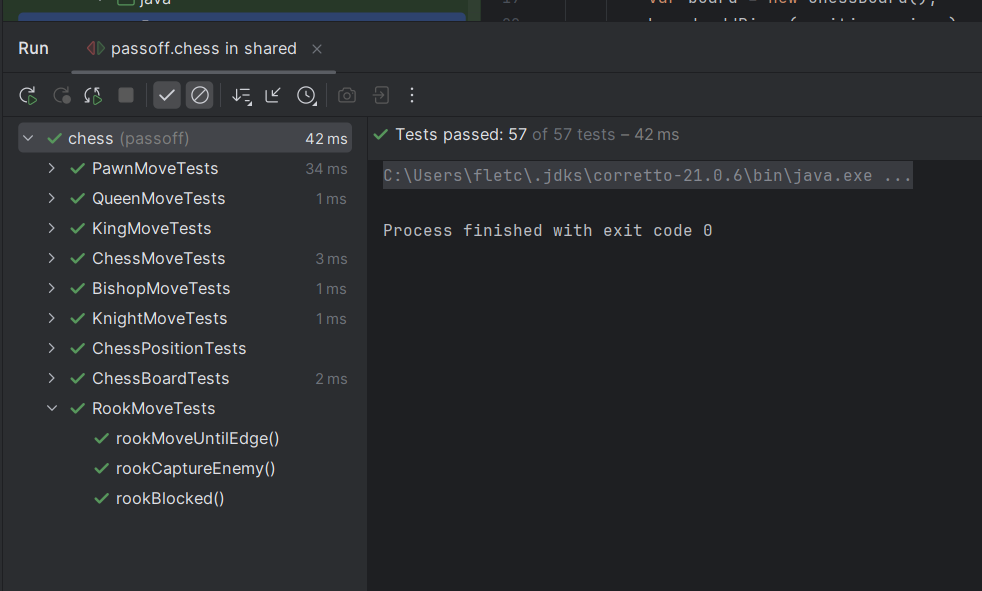 java
var board = new ChessBoard();
Run passoff.chess in shared
chess (passoff) 42 ms
PawnMoveTests 34 ms
QueenMoveTests 1 ms
KingMoveTests
ChessMoveTests 3 ms
BishopMoveTests 1 ms
KnightMoveTests 1 ms
ChessPositionTests
ChessBoardTests 2 ms
RookMoveTests
rookMoveUntilEdge()
rookCaptureEnemy()
rookBlocked()
Tests passed: 57 of 57 tests – 42 ms
C:\Users\fletc\.jdks\corretto-21.0.6\bin\java.exe ...
Process finished with exit code 0